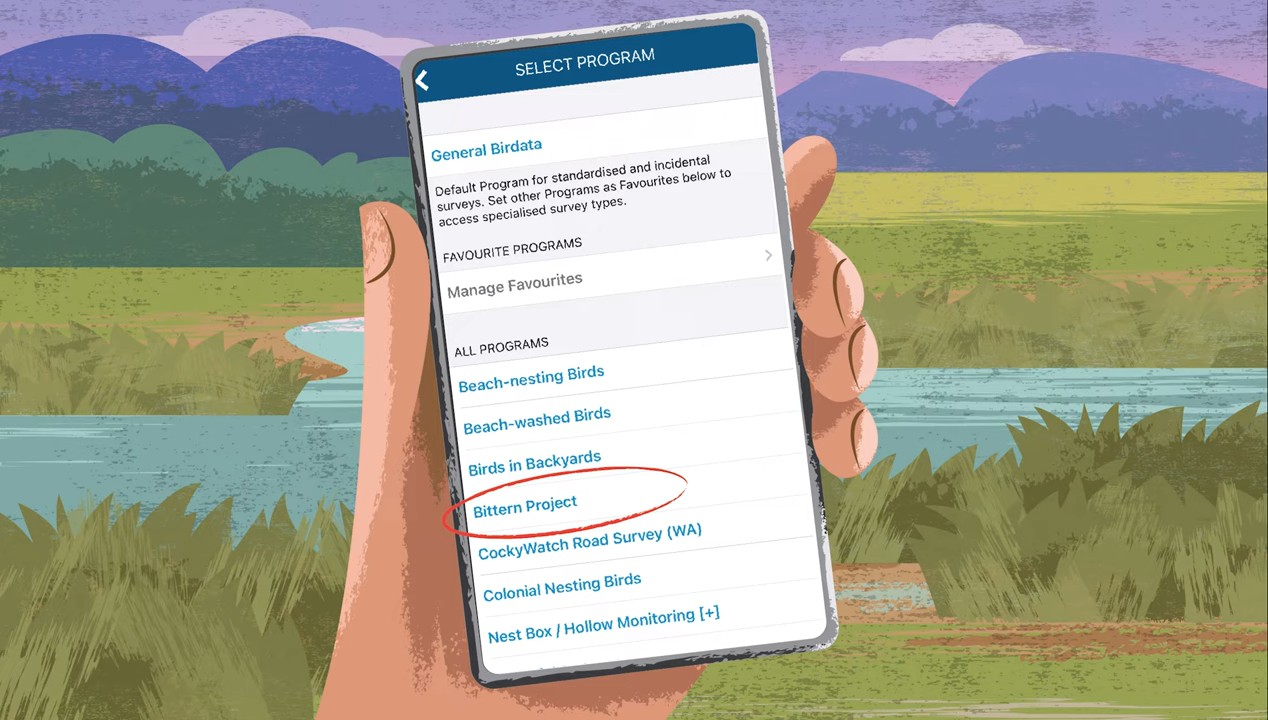 SELECT PROGRAM
General Birdata
Default Program for standardised and incidental
surveys. Set other Programs as Favourites below to
access specialised survey types.
FAVOURITE PROGRAMS
Manage Favourites
ALL PROGRAMS
Beach-nesting Birds
Beach-washed Birds
Birds in Backyards
Bittern Project
CockyWatch Road Survey (WA)
Colonial Nesting Birds
Nest Box / Hollow Monitoring [+]